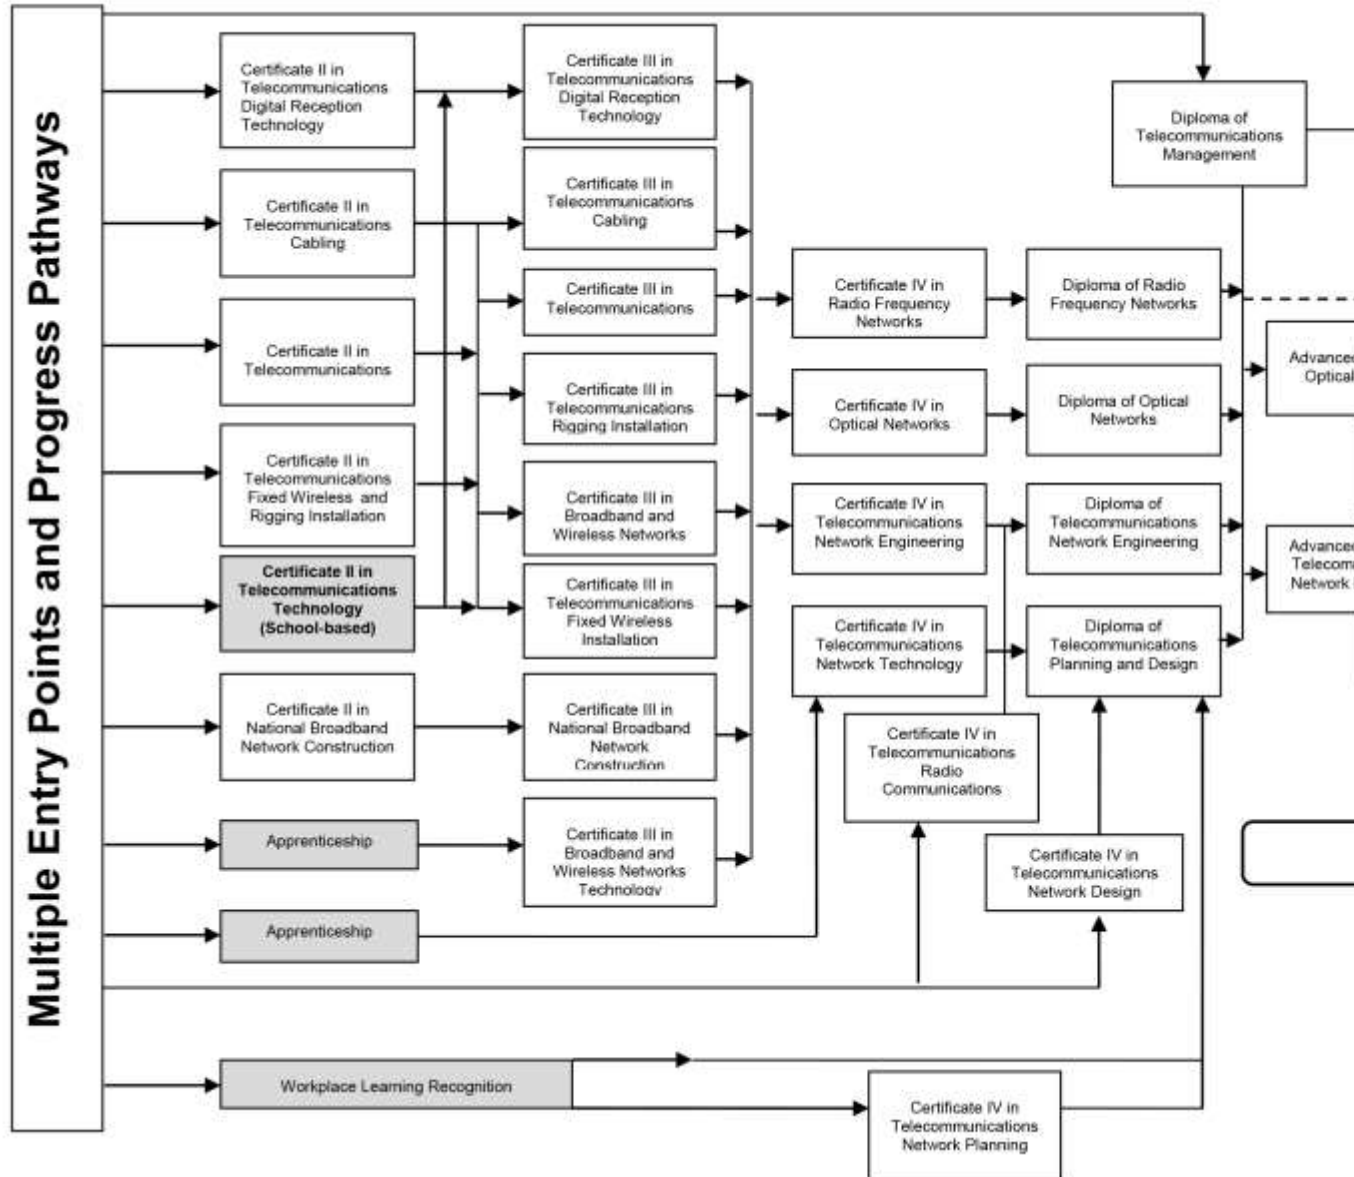 Multiple Entry Points and Progress Pathways
Certificate II in
Telecommunications
Digital Reception
Technology
Certificate II in
Telecommunications
Cabling
Certificate II in
Telecommunications
Certificate II in
Telecommunications
Fixed Wireless and
Rigging Installation
Certificate II in
Telecommunications
Technology
(School-based)
Certificate II in
National Broadband
Network Construction
Apprenticeship
Apprenticeship
Workplace Learning Recognition
Certificate III in
Telecommunications
Digital Reception
Technology
Certificate III in
Telecommunications
Cabling
Certificate III in
Telecommunications
Certificate III in
Telecommunications
Rigging Installation
Certificate III in
Broadband and
Wireless Networks
Certificate III in
Telecommunications
Fixed Wireless
Installation
Certificate III in
National Broadband
Network
Construction
Certificate III in
Broadband and
Wireless Networks
Technology
Certificate IV in
Radio Frequency
Networks
Certificate IV in
Optical Networks
Certificate IV in
Telecommunications
Network Engineering
Certificate IV in
Telecommunications
Network Technology
Certificate IV in
Telecommunications
Radio
Communications
Certificate IV in
Telecommunications
Network Design
Certificate IV in
Telecommunications
Network Planning
Diploma of
Telecommunications
Management
Diploma of Radio
Frequency Networks
Diploma of Optical
Networks
Diploma of
Telecommunications
Network Engineering
Diploma of
Telecommunications
Planning and Design
Advanced
Optical
Advanced
Telecom
Network